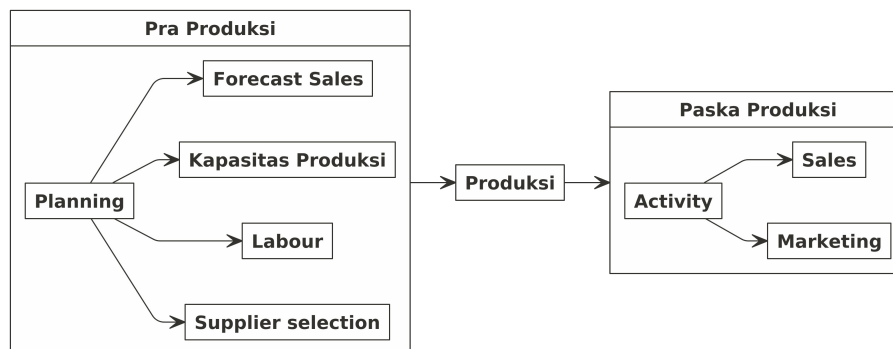 Pra Produksi
Forecast Sales
Kapasitas Produksi
Planning
Labour
Supplier selection
Produksi
Paska Produksi
Sales
Activity
Marketing